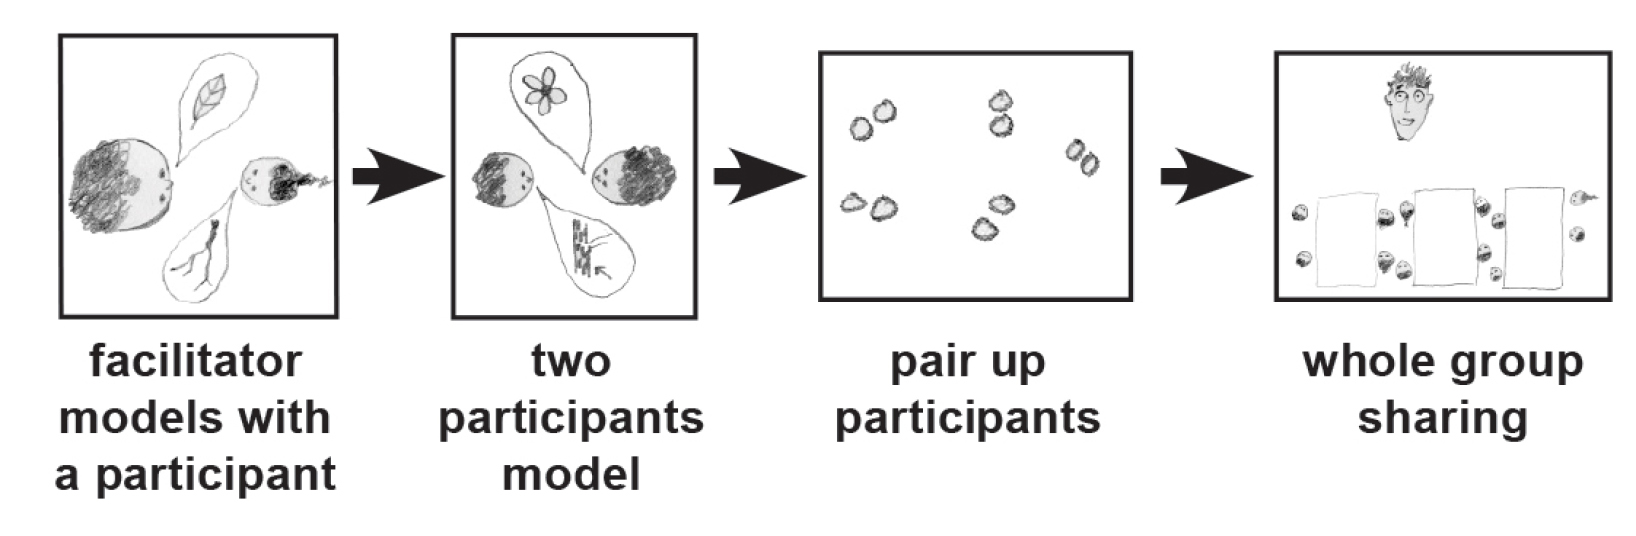 facilitator
models with
a participant
two
participants
model
pair up
participants
whole group
sharing